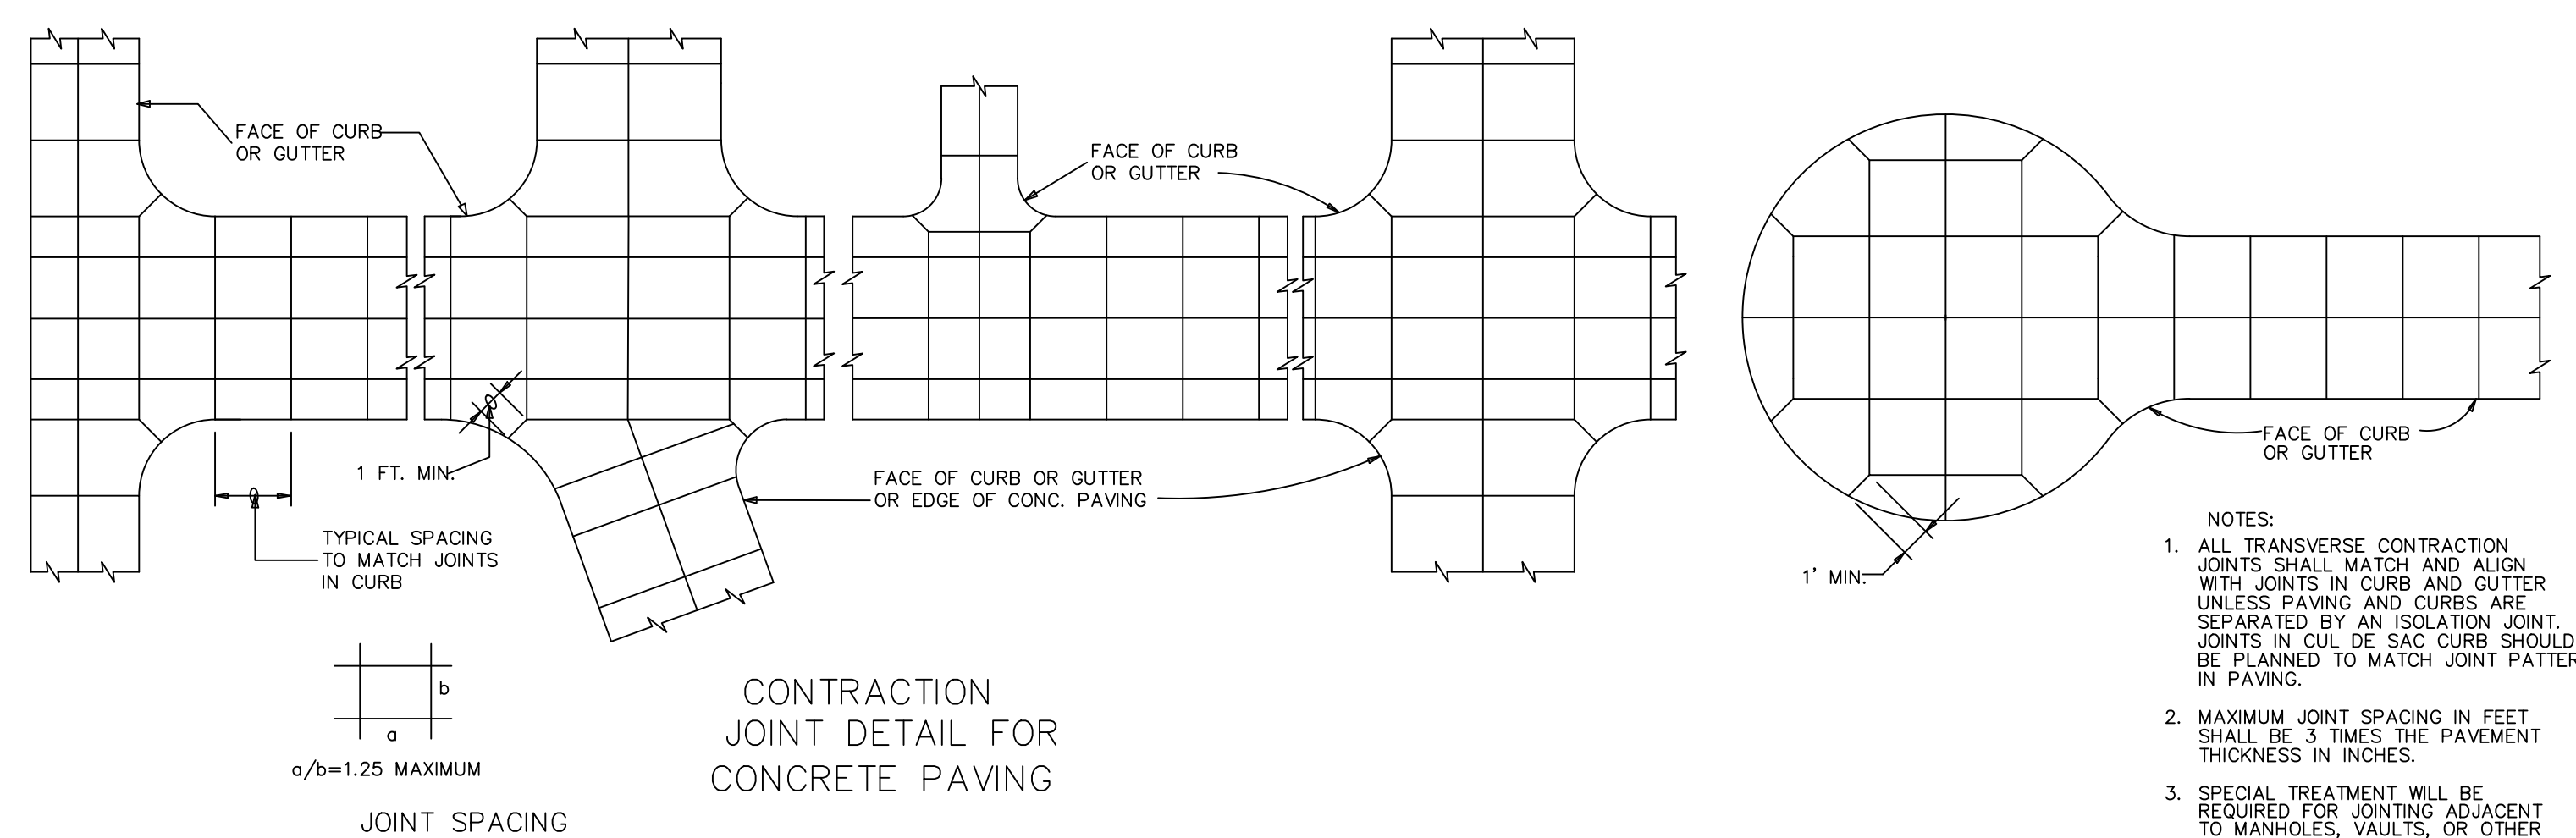 FACE OF CURB
OR GUTTER
FACE OF CURB
OR GUTTER
1 FT. MIN.
TYPICAL SPACING
TO MATCH JOINTS
IN CURB
FACE OF CURB OR GUTTER
OR EDGE OF CONC. PAVING
FACE OF CURB
OR GUTTER
1' MIN.
b
a
a/b=1.25 MAXIMUM
JOINT SPACING
CONTRACTION
JOINT DETAIL FOR
CONCRETE PAVING
NOTES:
1. ALL TRANSVERSE CONTRACTION
JOINTS SHALL MATCH AND ALIGN
WITH JOINTS IN CURB AND GUTTER
UNLESS PAVING AND CURBS ARE
SEPARATED BY AN ISOLATION JOINT.
JOINTS IN CUL DE SAC CURB SHOULD
BE PLANNED TO MATCH JOINT PATTER
IN PAVING.
2. MAXIMUM JOINT SPACING IN FEET
SHALL BE 3 TIMES THE PAVEMENT
THICKNESS IN INCHES.
3. SPECIAL TREATMENT WILL BE
REQUIRED FOR JOINTING ADJACENT
TO MANHOLES, VAULTS, OR OTHER